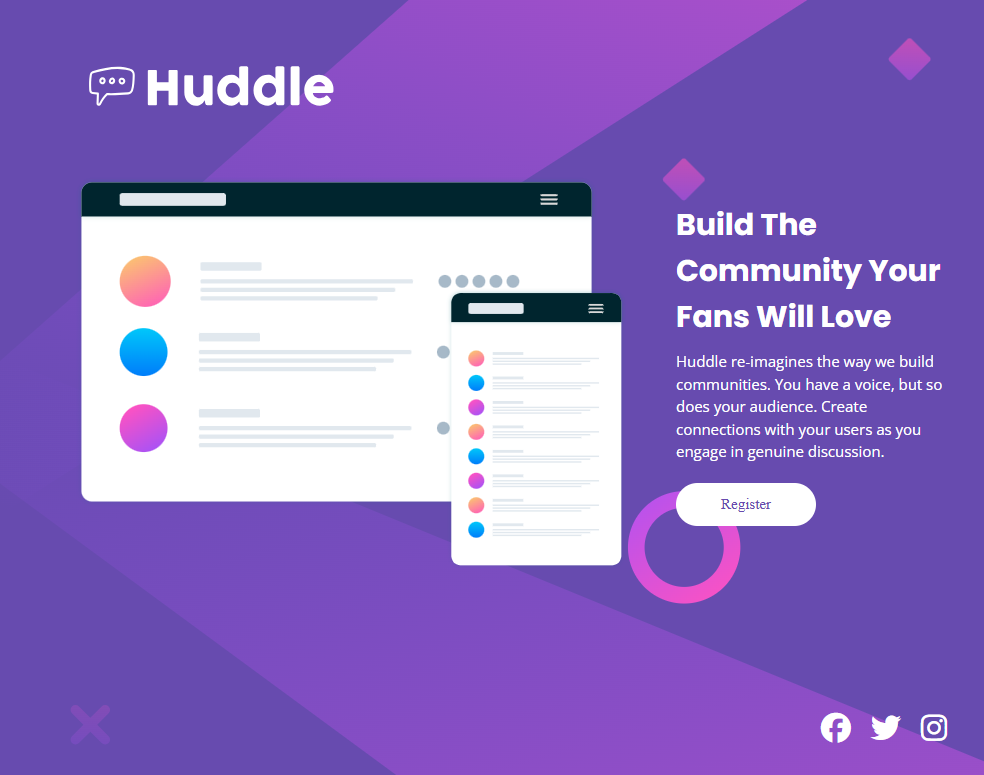 Huddle
Build The
Community Your
Fans Will Love
Huddle re-imagines the way we build
communities. You have a voice, but so
does your audience. Create
connections with your users as you
engage in genuine discussion.
Register